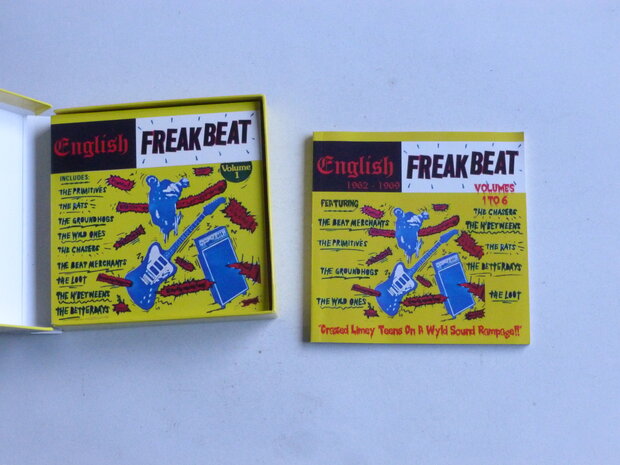 English
FREAK BEAT
Volume
1
INCLUDES:
THE PRIMITIVES
THE RATS
THE GROUNDHOGS
THE WILD ONES
THE CHASERS
THE BEAT MERCHANTS
THE LOOT
THE N'BETWEENS
THE BETTERDAYS
English
1962 - 1969
FREAK BEAT
VOLUMES
1 TO 6
FEATURING
THE BEAT MERCHANTS
THE PRIMITIVES
THE GROUNDHOGS
THE WILD ONES
THE CHASERS
THE N'BETWEENS
THE RATS
THE BETTERDAYS
THE LOOT
'Crazed Limey Teens On A Wyld Sound Rampage!!'